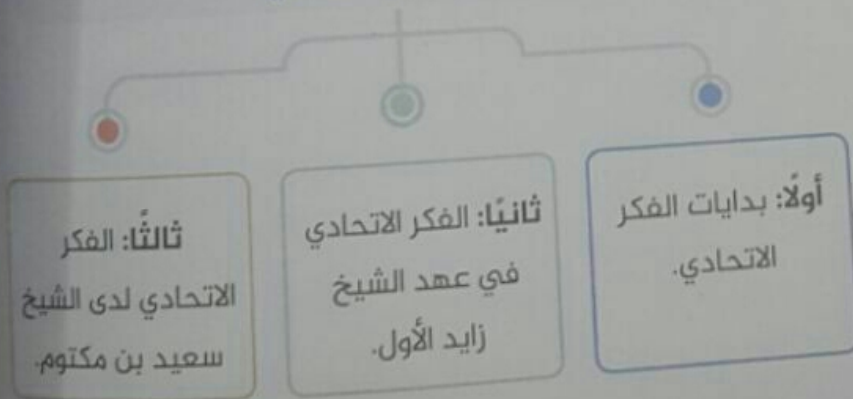 أولًا: بدايات الفكر
الاتحادي.
ثانيًا: الفكر الاتحادي
في عهد الشيخ
زايد الأول.
ثالثًا: الفكر
الاتحادي لدى الشيخ
سعيد بن مكتوم.